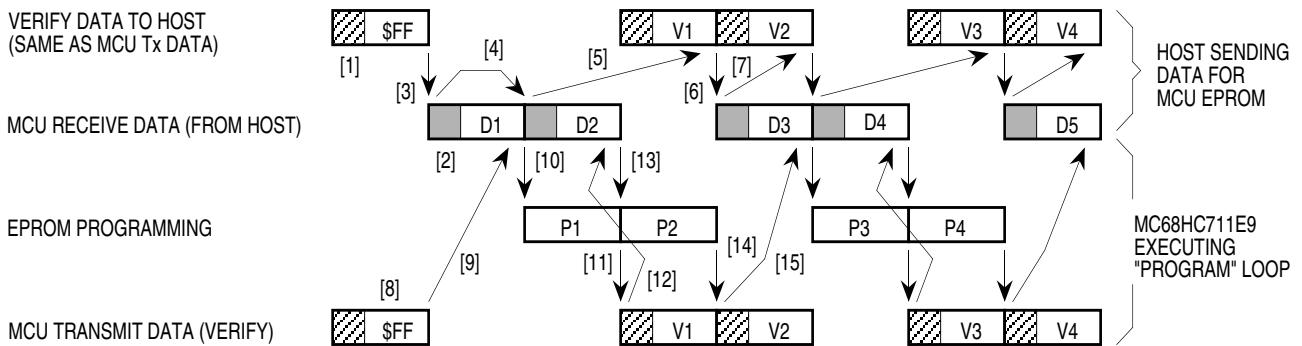 VERIFY DATA TO HOST
(SAME AS MCU Tx DATA)
$FF
V1
V2
V3
V4
[1]
[3]
[4]
[5]
[6]
[7]
HOST SENDING
DATA FOR
MCU EPROM
MCU RECEIVE DATA (FROM HOST)
D1
D2
D3
D4
D5
[2]
[10]
[13]
EPROM PROGRAMMING
P1
P2
P3
P4
MC68HC711E9
EXECUTING
"PROGRAM" LOOP
[8]
[9]
[11]
[12]
[14]
[15]
MCU TRANSMIT DATA (VERIFY)
$FF
V1
V2
V3
V4